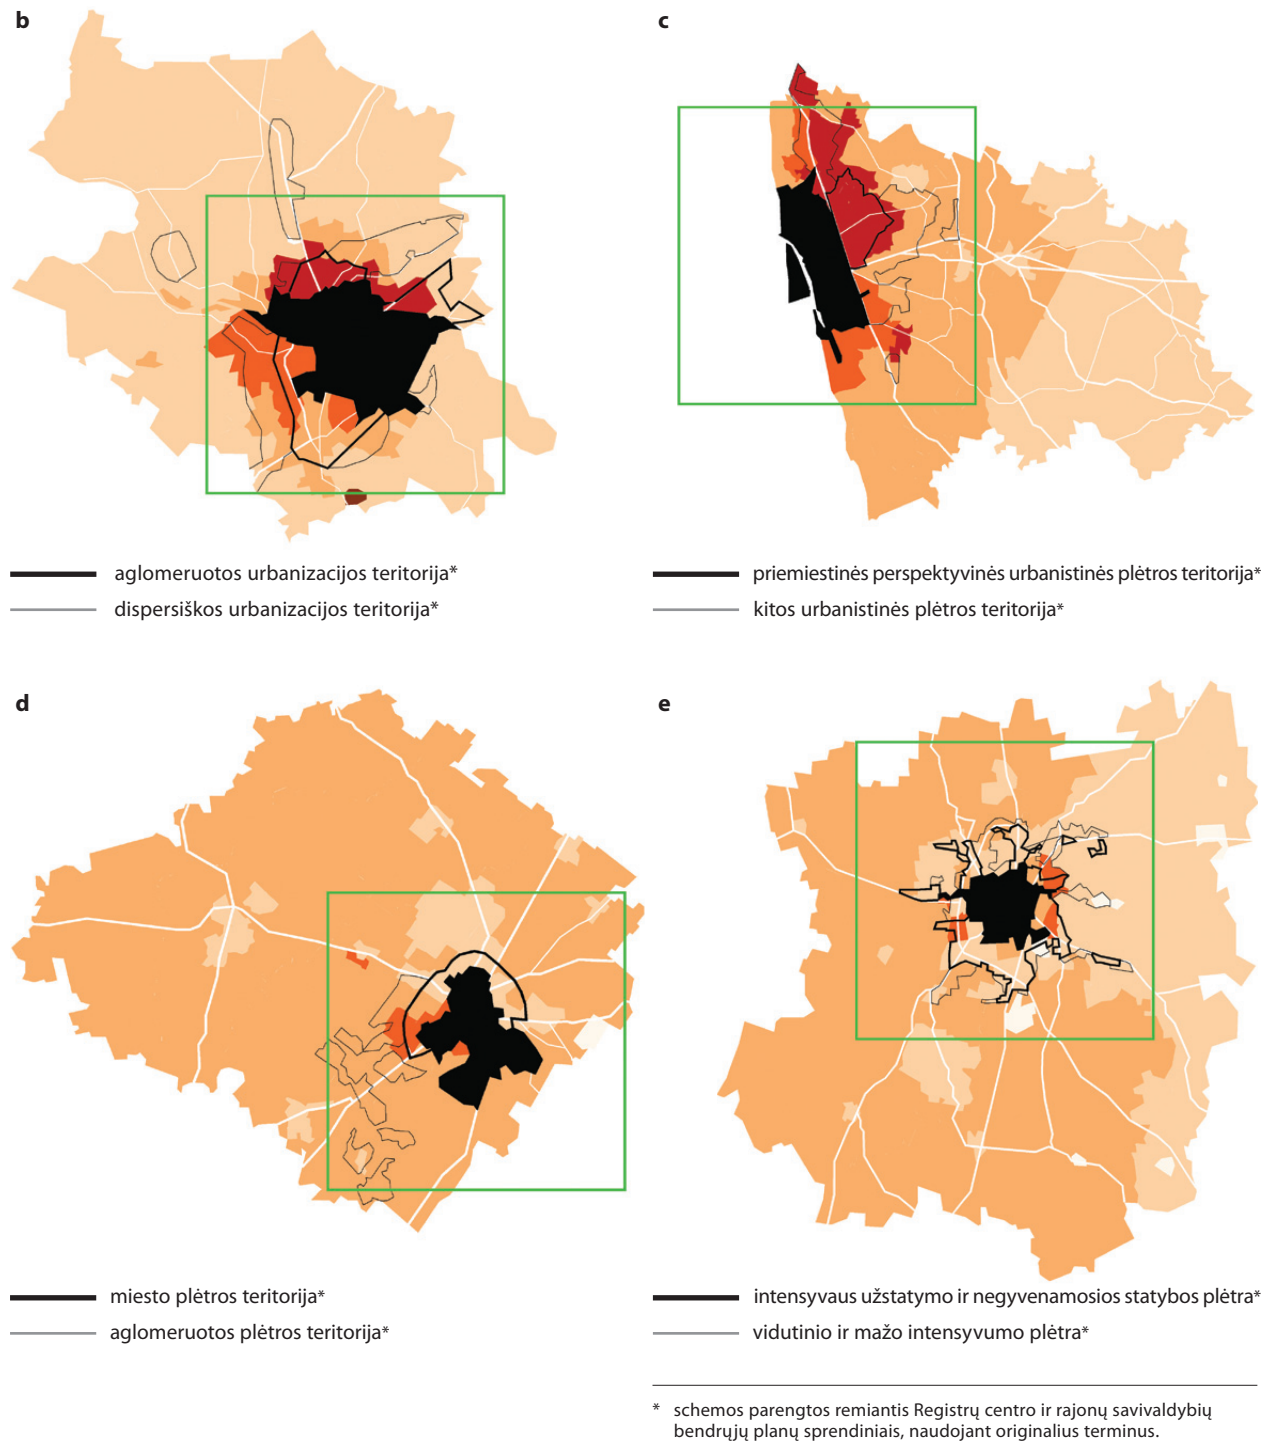 b
c
aglomeruotos urbanizacijos teritorija*
dispersiškos urbanizacijos teritorija*
priemiestinės perspektyvinės urbanistinės plėtros teritorija*
kitos urbanistinės plėtros teritorija*
d
e
miesto plėtros teritorija*
aglomeruotos plėtros teritorija*
intensyvaus užstatymo ir negyvenamosios statybos plėtra*
vidutinio ir mažo intensyvumo plėtra*
* schemos parengtos remiantis Registrų centro ir rajonų savivaldybių
bendrųjų planų sprendiniais, naudojant originalius terminus.